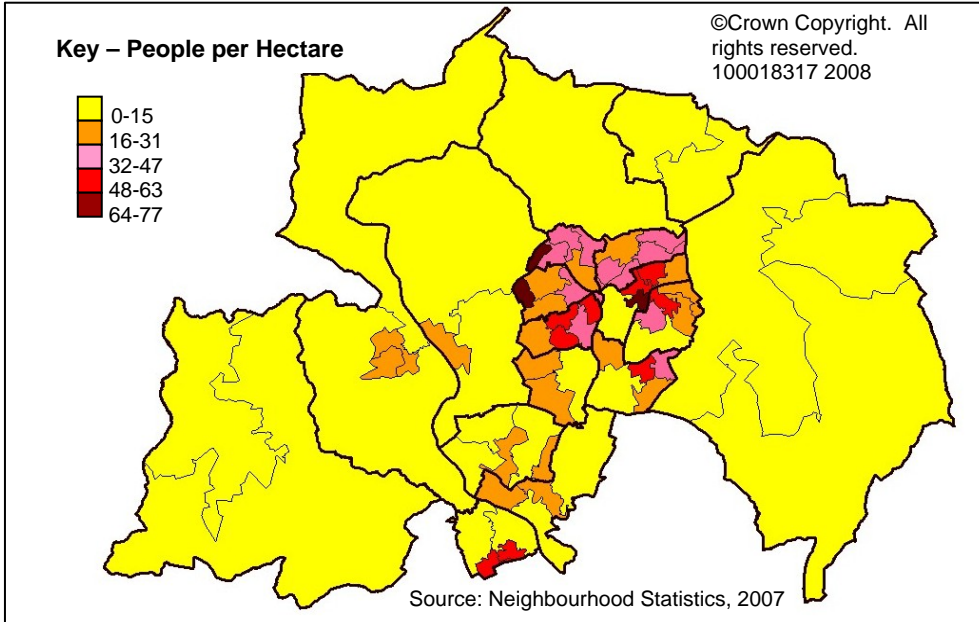 Key – People per Hectare
0-15
16-31
32-47
48-63
64-77
©Crown Copyright. All
rights reserved.
100018317 2008
Source: Neighbourhood Statistics, 2007